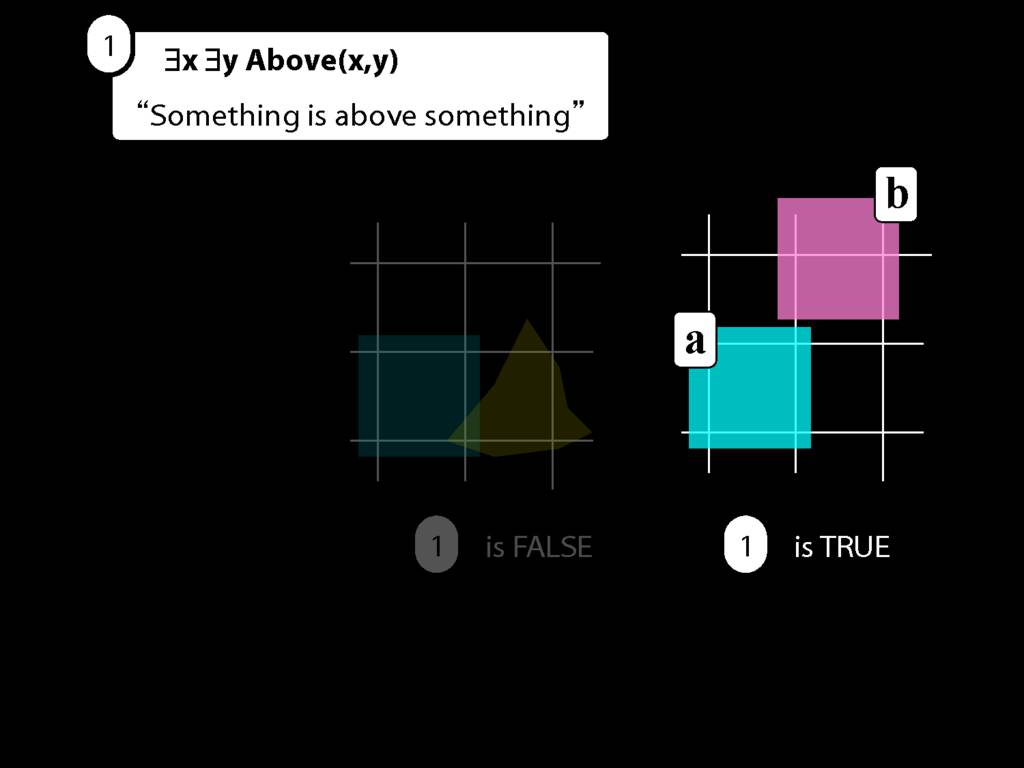 1
∃x ∃y Above(x,y)
“Something is above something”
b
a
1 is FALSE
1 is TRUE